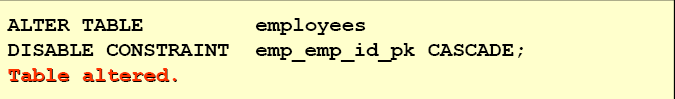 ALTER TABLE employees
DISABLE CONSTRAINT emp_emp_id_pk CASCADE;
Table altered.